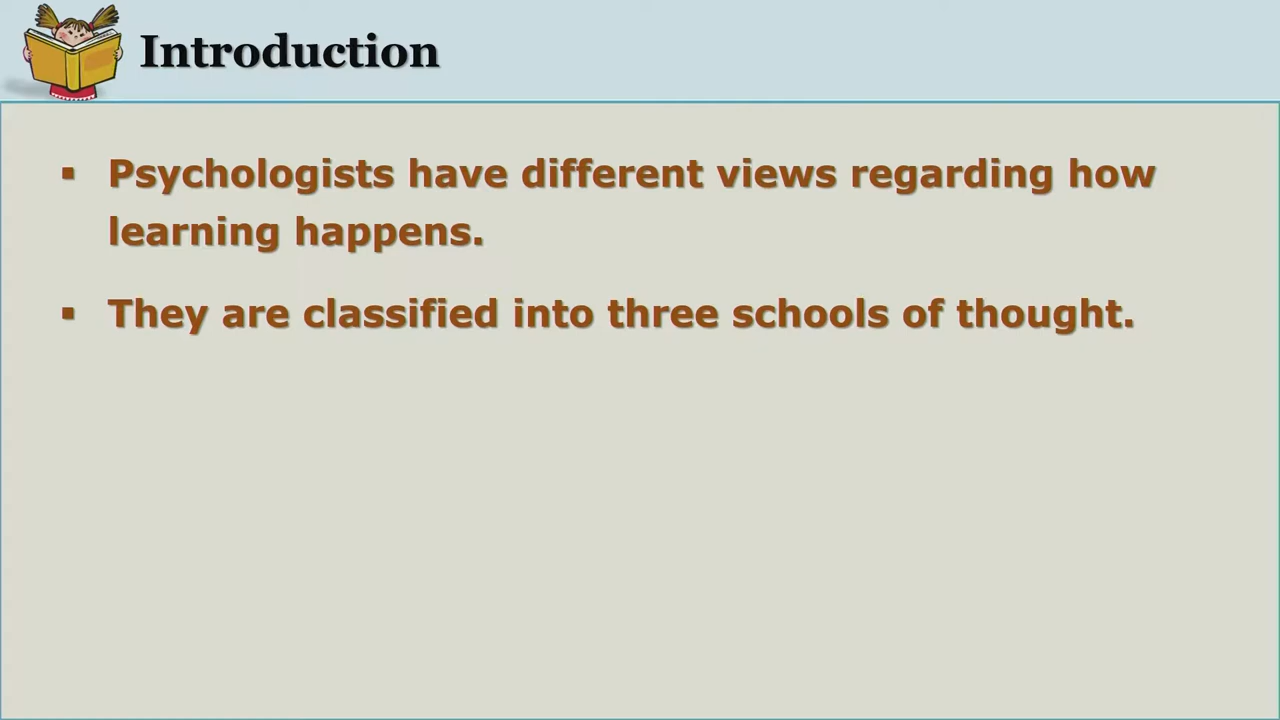 Introduction
▪ Psychologists have different views regarding how
learning happens.
▪ They are classified into three schools of thought.